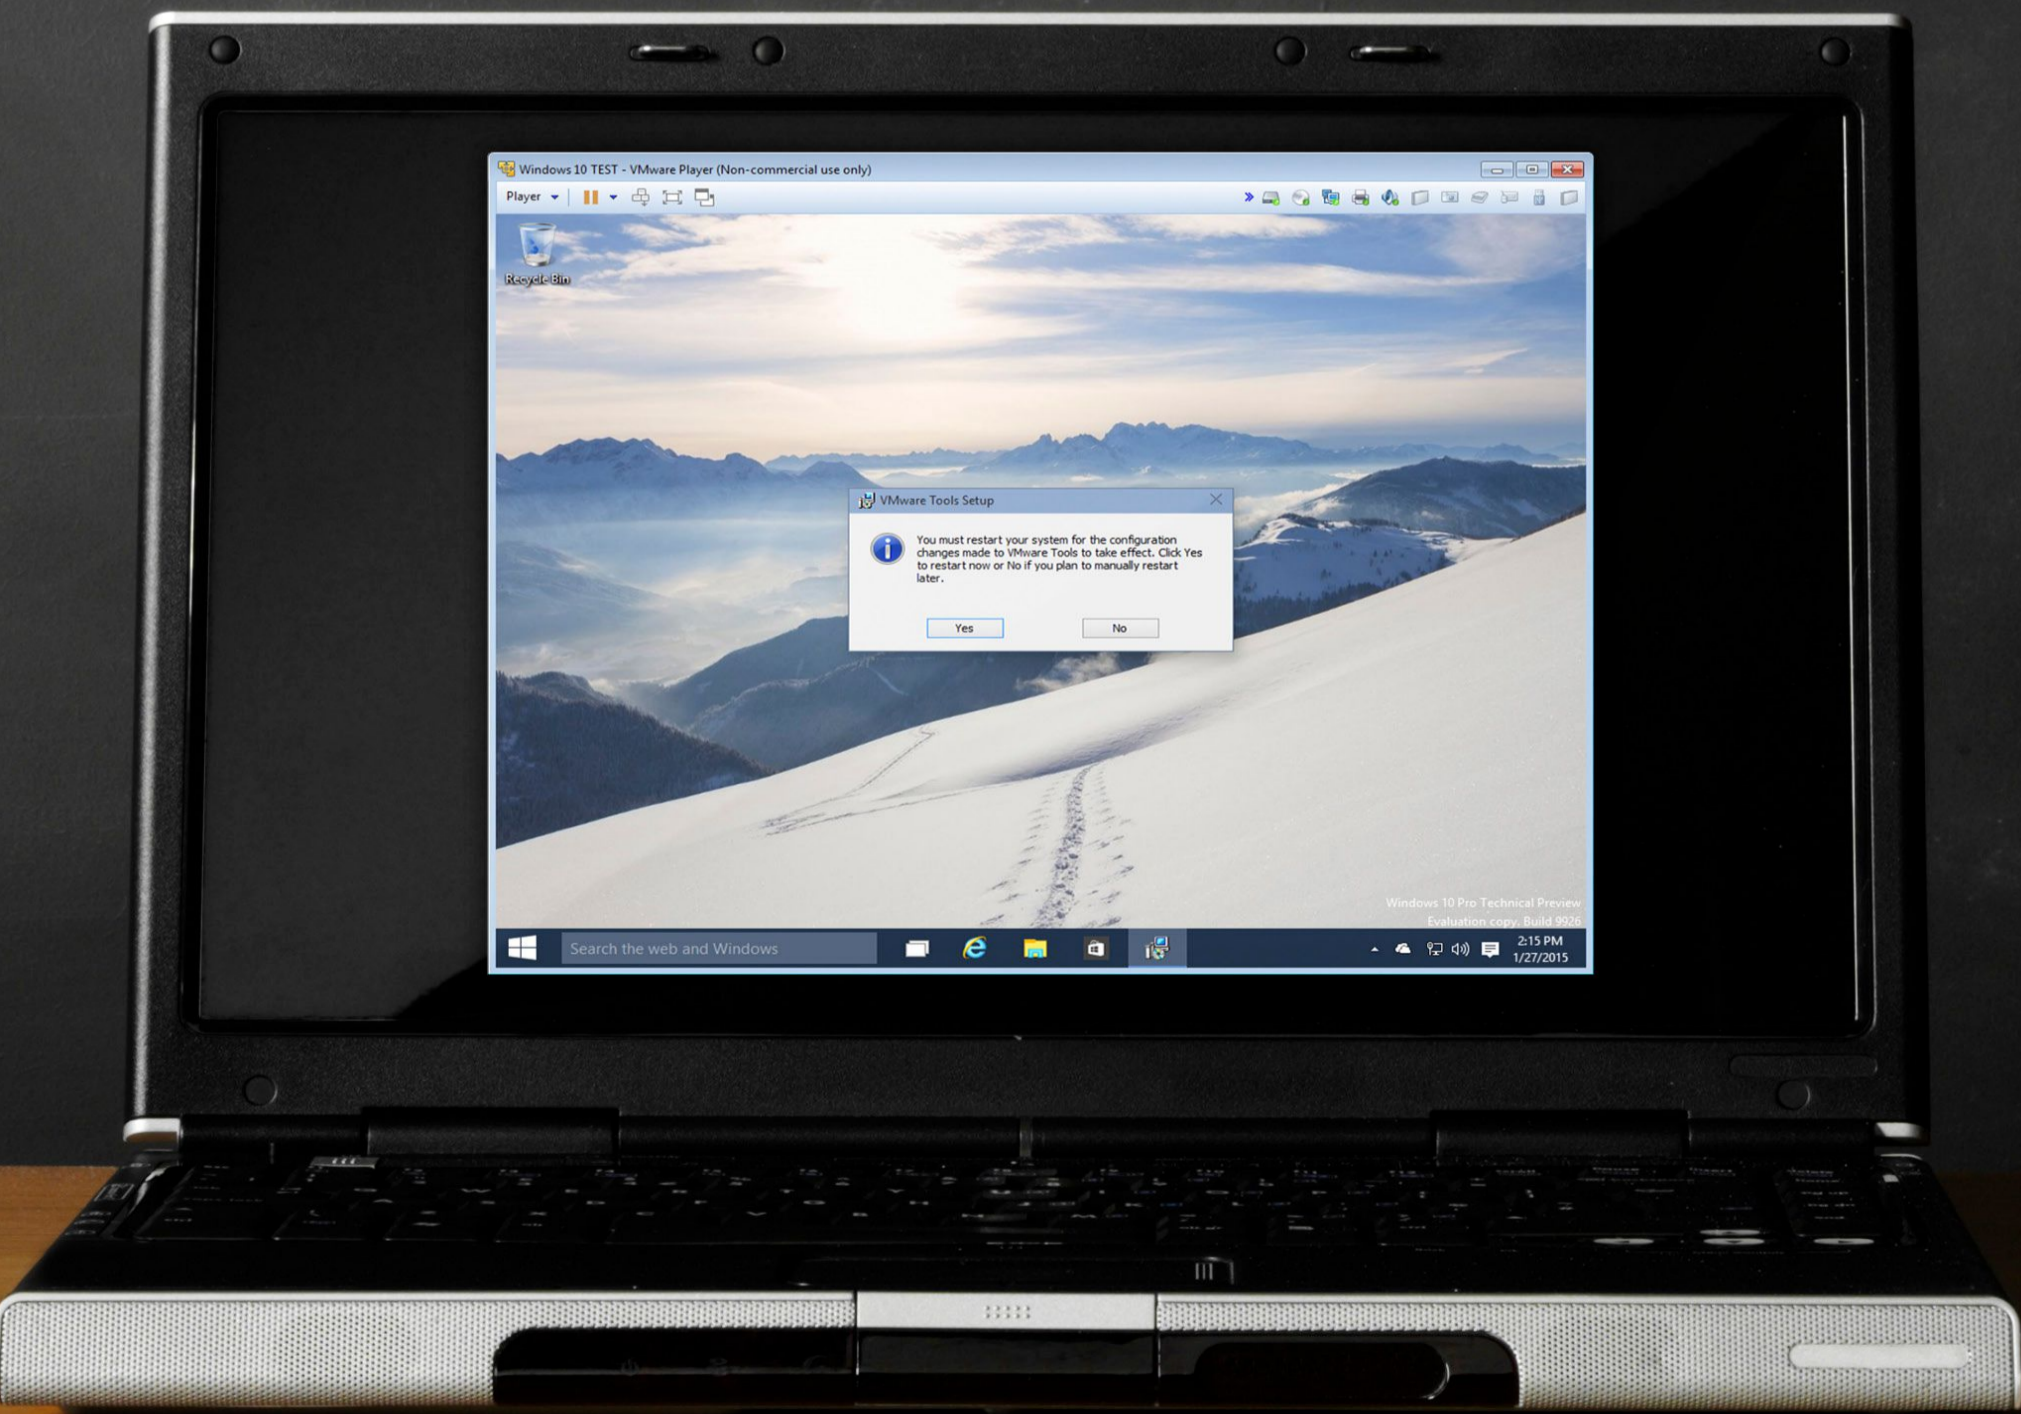 Windows 10 TEST - VMware Player (Non-commercial use only)
Player
Recycle Bin
VMware Tools Setup
You must restart your system for the configuration
changes made to VMware Tools to take effect. Click Yes
to restart now or No if you plan to manually restart
later.
Yes
No
Windows 10 Pro Technical Preview
Evaluation copy. Build 9926
Search the web and Windows
2:15 PM
1/27/2015